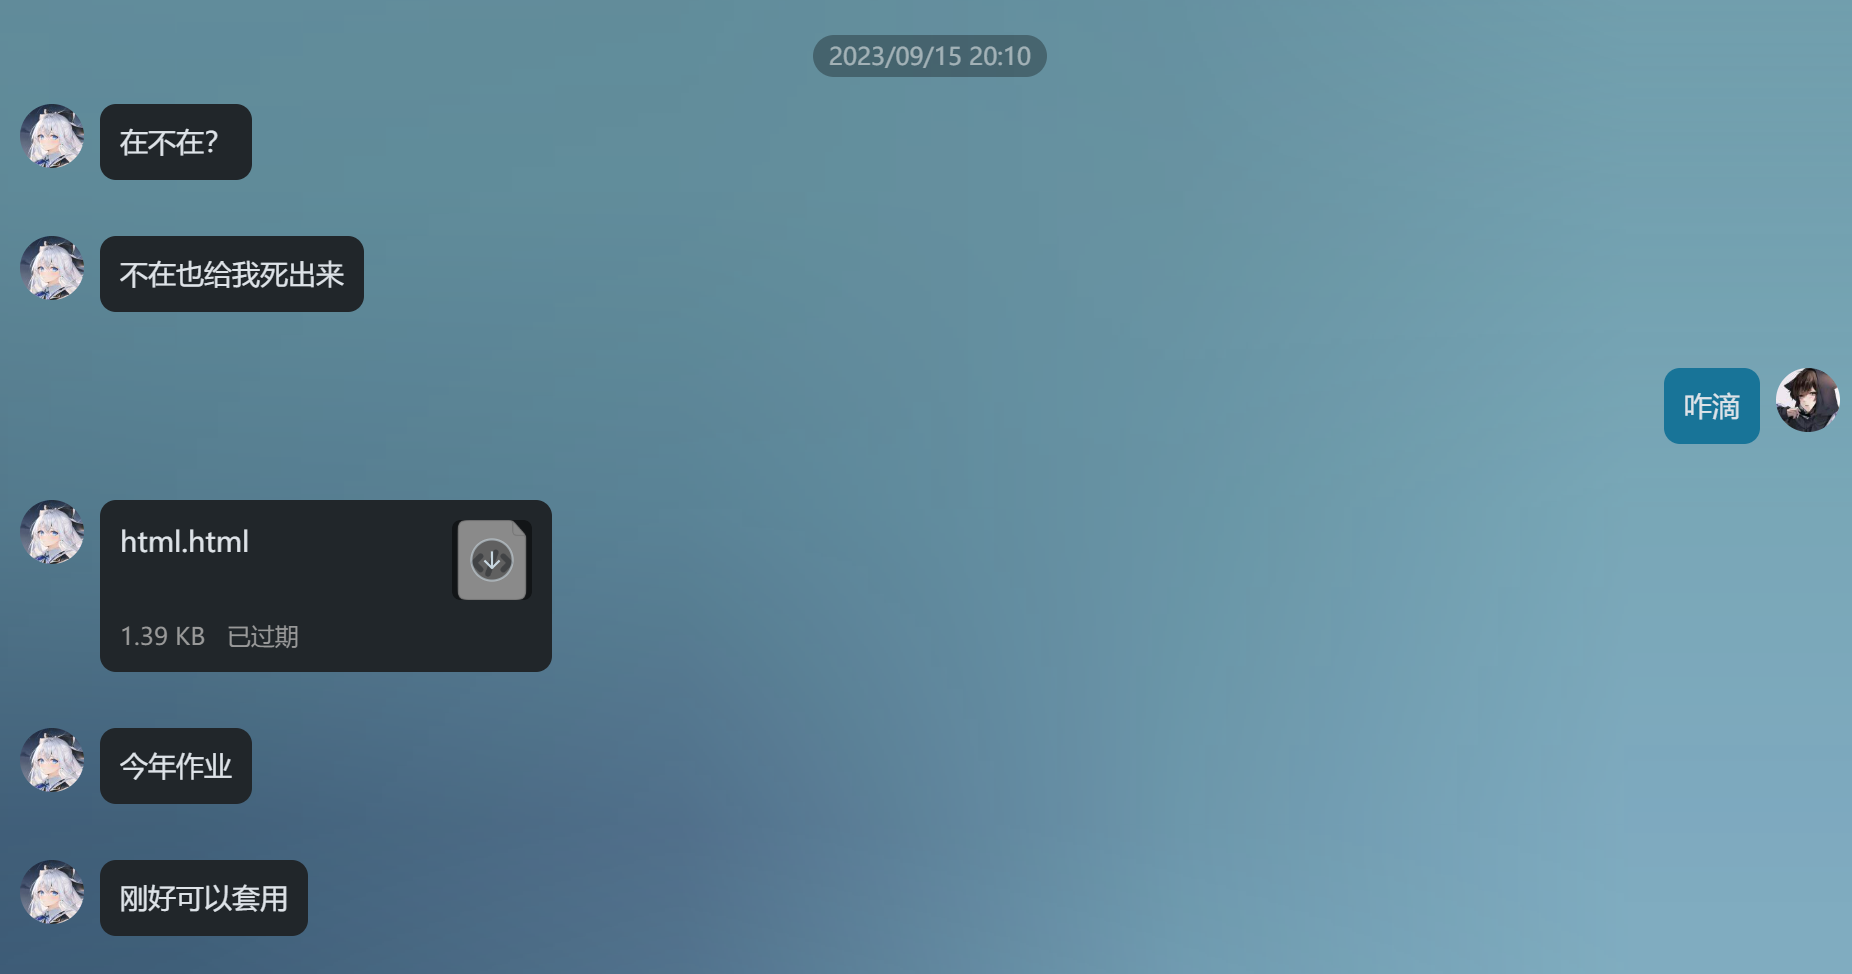 2023/09/15 20:10
在不在？
不在也给我死出来
咋滴
html.html
1.39 KB 已过期
今年作业
刚好可以套用